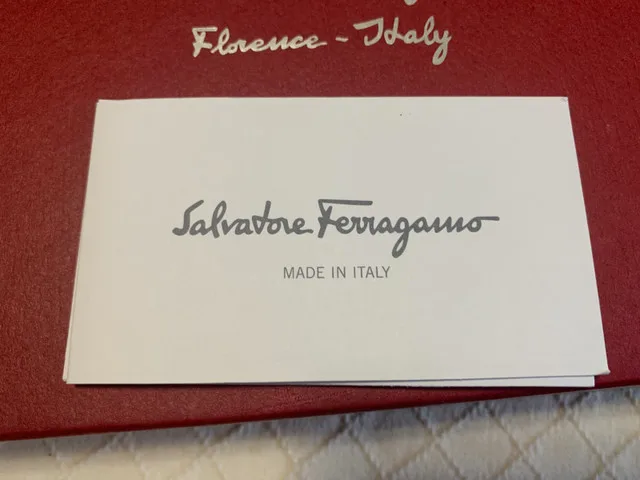 Florence - Italy
Salvatore Ferragamo
MADE IN ITALY